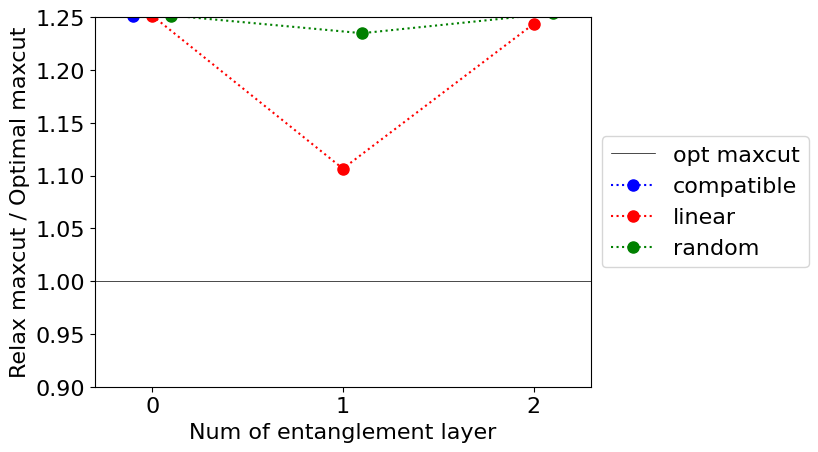 Relax maxcut / Optimal maxcut
1.25
1.20
1.15
1.10
1.05
1.00
0.95
0.90
0
1
2
Num of entanglement layer
opt maxcut
compatible
linear
random